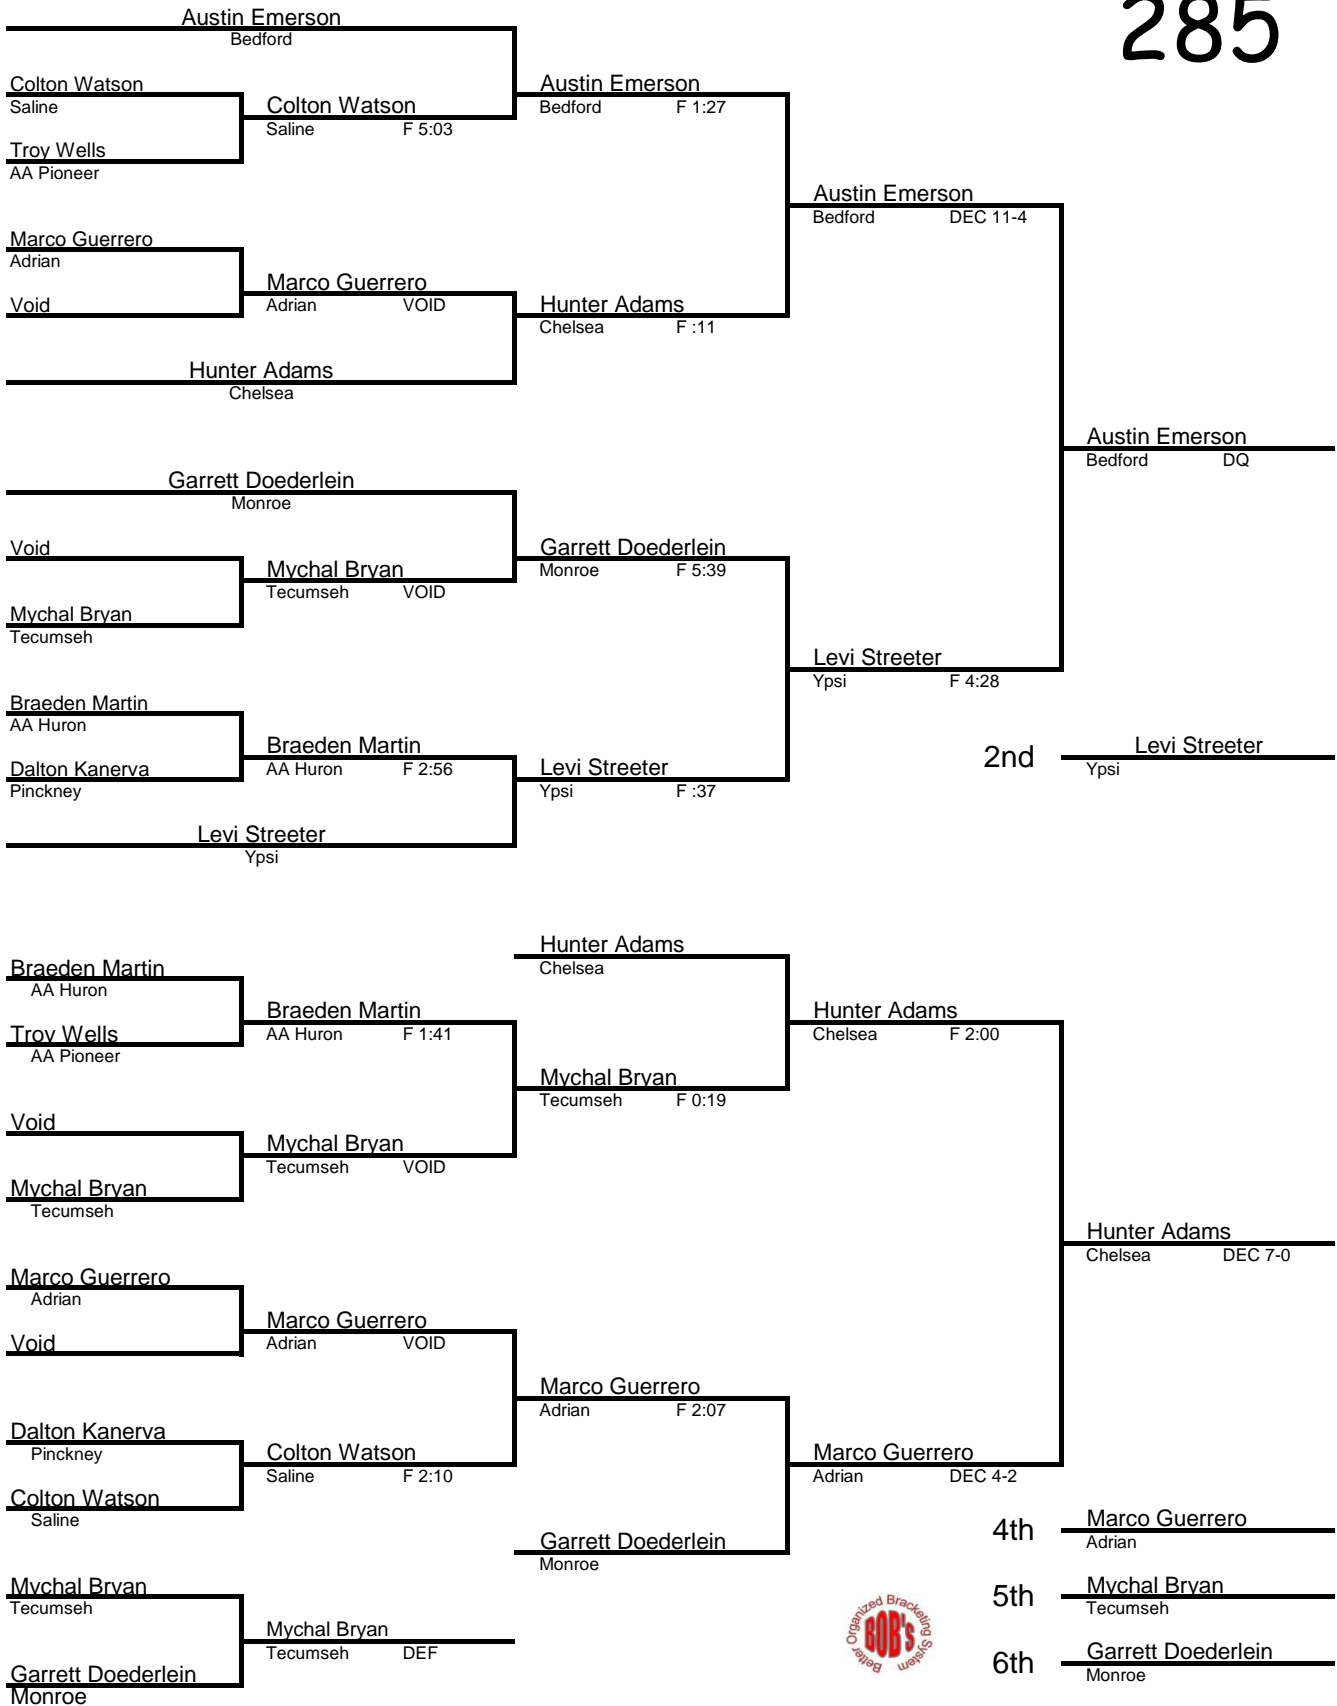 285
Austin Emerson
Bedford
Colton Watson
Saline
Troy Wells
AA Pioneer
Colton Watson
Saline F 5:03
Austin Emerson
Bedford F 1:27
Marco Guerrero
Adrian
Void
Marco Guerrero
Adrian VOID
Hunter Adams
Chelsea
Hunter Adams
Chelsea F :11
Austin Emerson
Bedford DEC 11-4
Garrett Doederlein
Monroe
Void
Mychal Bryan
Tecumseh
Mychal Bryan
Tecumseh VOID
Garrett Doederlein
Monroe F 5:39
Braeden Martin
AA Huron
Dalton Kanerva
Pinckney
Braeden Martin
AA Huron F 2:56
Levi Streeter
Ypsi
Levi Streeter
Ypsi F :37
Levi Streeter
Ypsi F 4:28
Austin Emerson
Bedford DQ
2nd Levi Streeter
Ypsi
Braeden Martin
AA Huron
Troy Wells
AA Pioneer
Braeden Martin
AA Huron F 1:41
Void
Mychal Bryan
Tecumseh
Mychal Bryan
Tecumseh VOID
Hunter Adams
Chelsea
Mychal Bryan
Tecumseh F 0:19
Hunter Adams
Chelsea F 2:00
Marco Guerrero
Adrian
Void
Marco Guerrero
Adrian VOID
Dalton Kanerva
Pinckney
Colton Watson
Saline
Colton Watson
Saline F 2:10
Marco Guerrero
Adrian F 2:07
Garrett Doederlein
Monroe
Marco Guerrero
Adrian DEC 4-2
Hunter Adams
Chelsea DEC 7-0
Mychal Bryan
Tecumseh
Garrett Doederlein
Monroe
Mychal Bryan
Tecumseh DEF
4th Marco Guerrero
Adrian
5th Mychal Bryan
Tecumseh
6th Garrett Doederlein
Monroe
Better Organized Bracketing System
BOB's